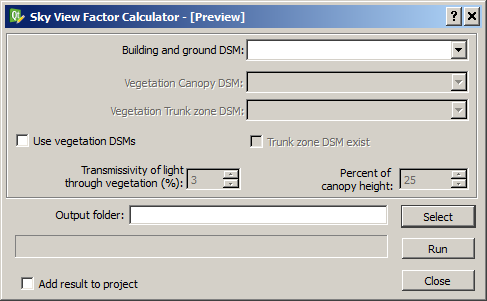 Sky View Factor Calculator - [Preview]
Building and ground DSM:
Vegetation Canopy DSM:
Vegetation Trunk zone DSM:
Use vegetation DSMs
Trunk zone DSM exist
Transmissivity of light
through vegetation (%): 3
Percent of
canopy height: 25
Output folder:
Select
Run
Add result to project
Close